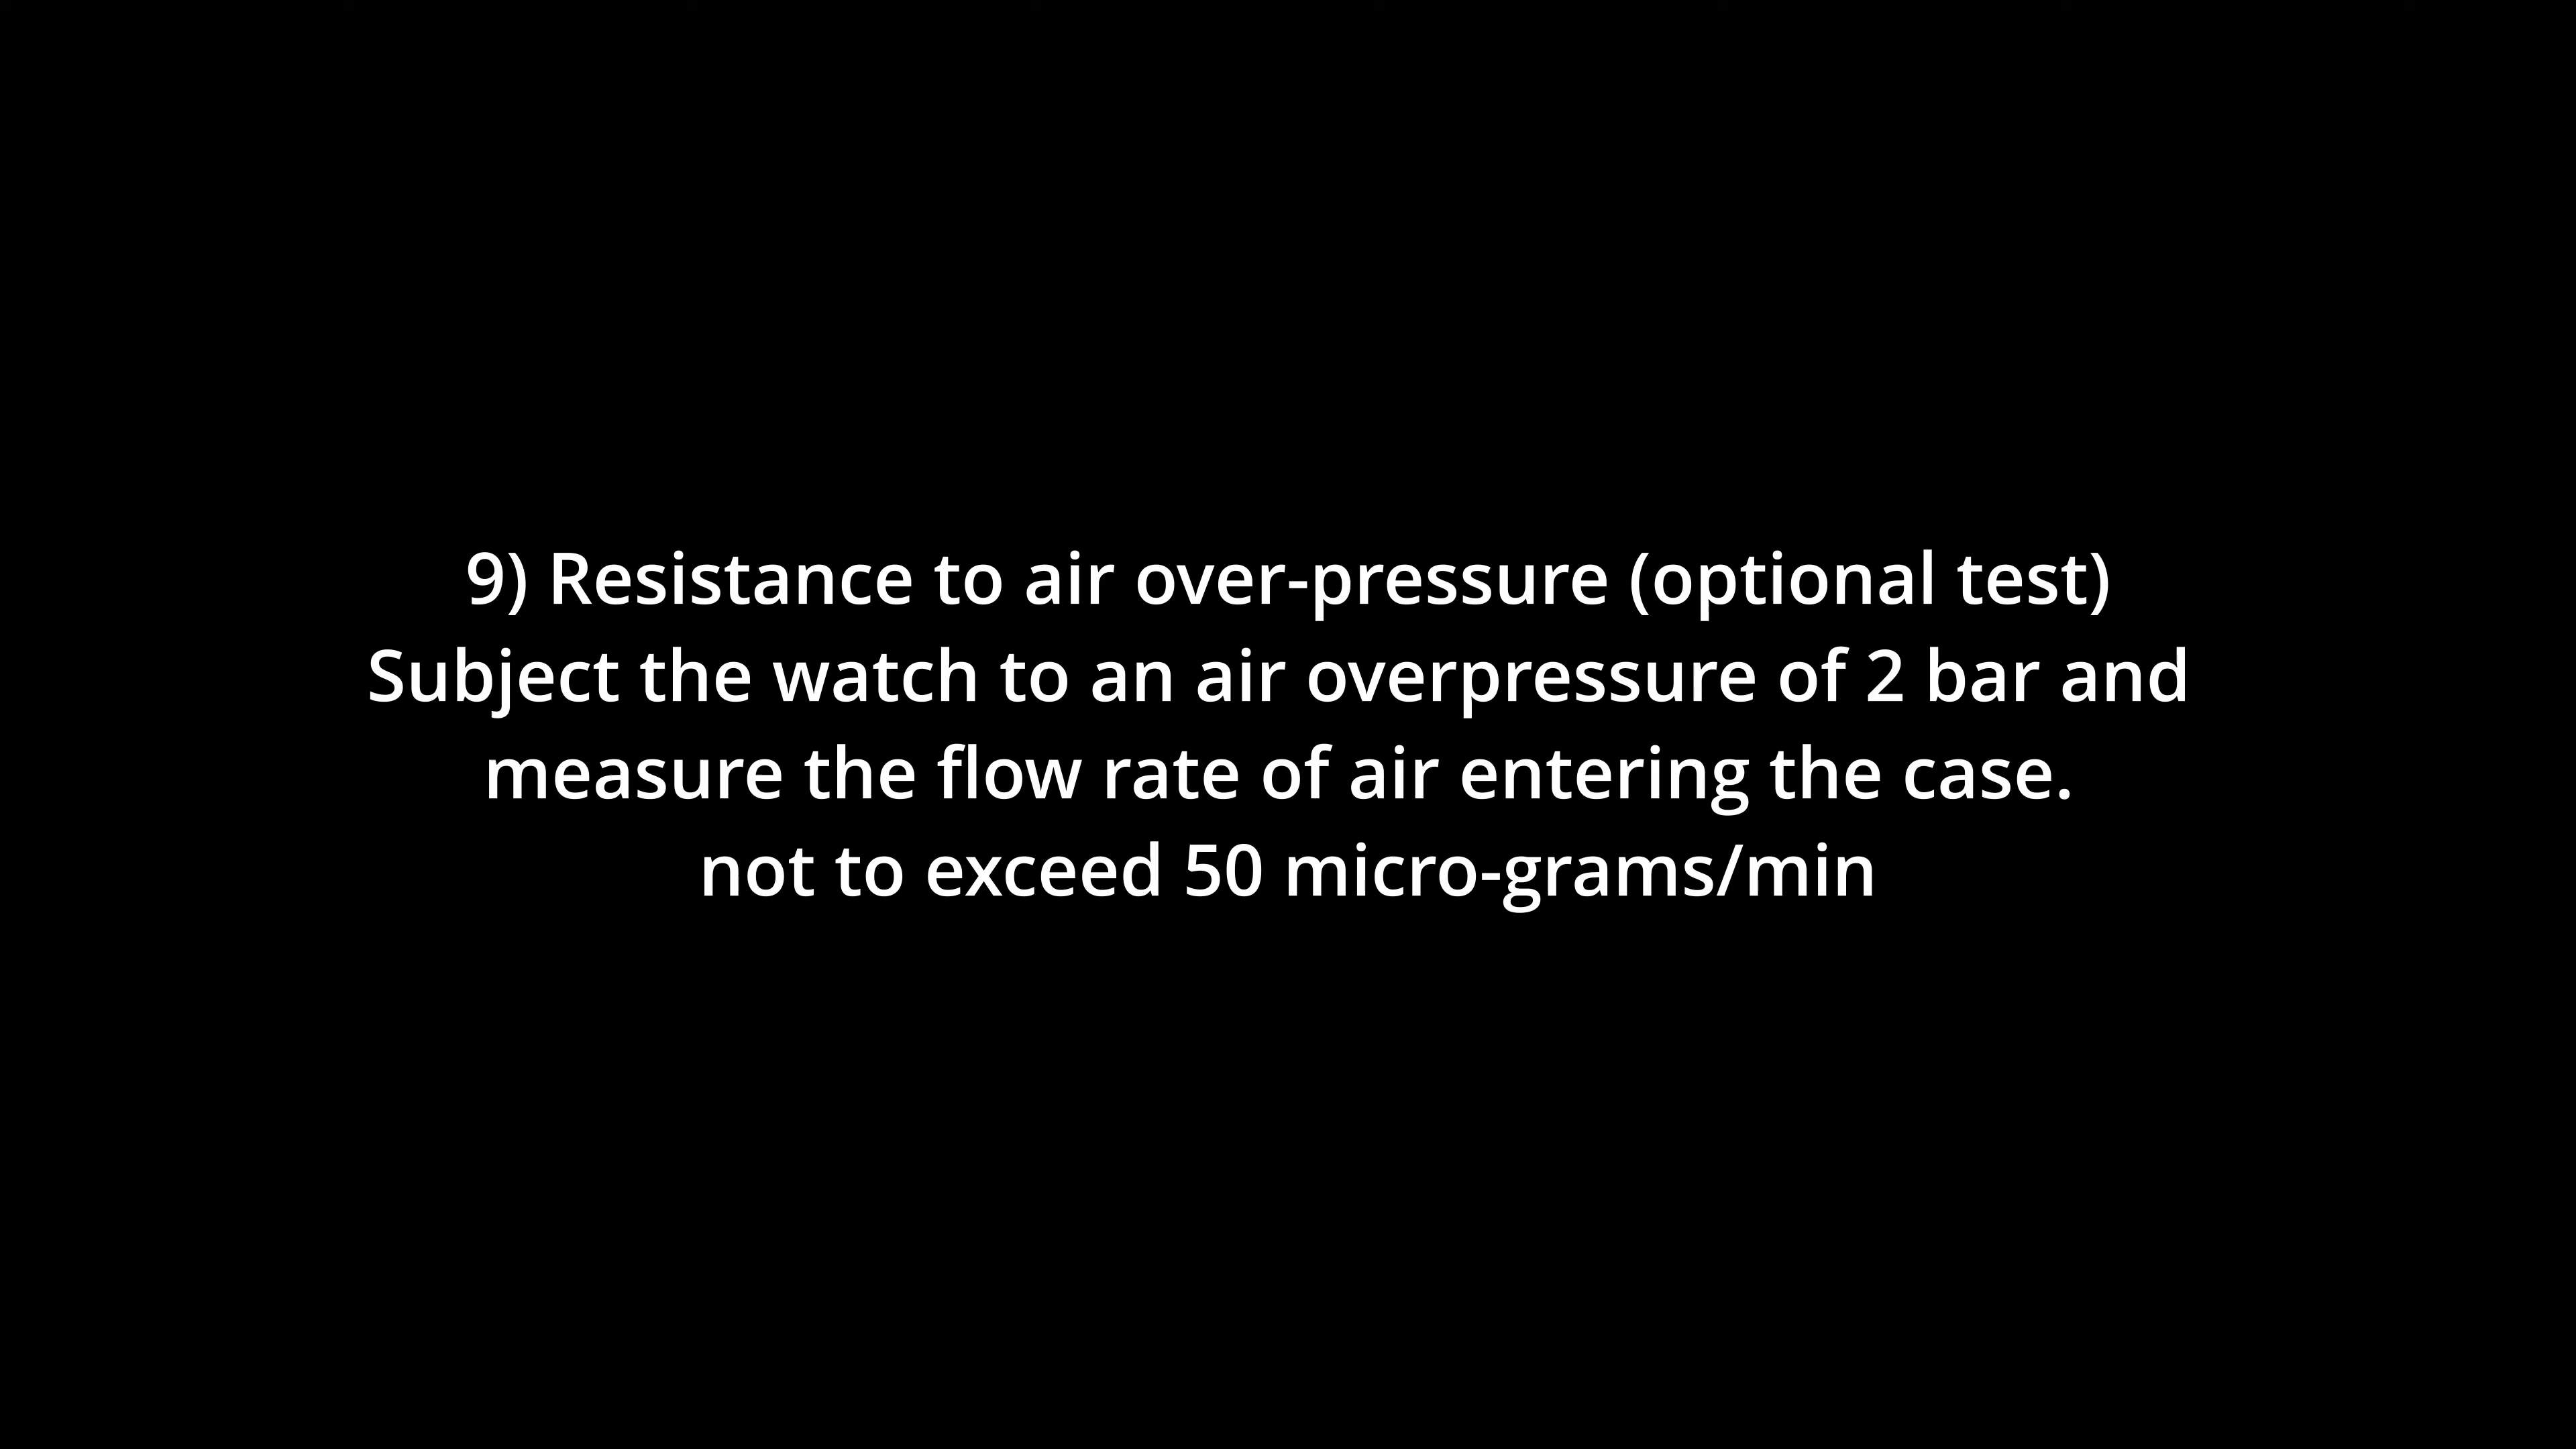 9) Resistance to air over-pressure (optional test)
Subject the watch to an air overpressure of 2 bar and
measure the flow rate of air entering the case.
not to exceed 50 micro-grams/min